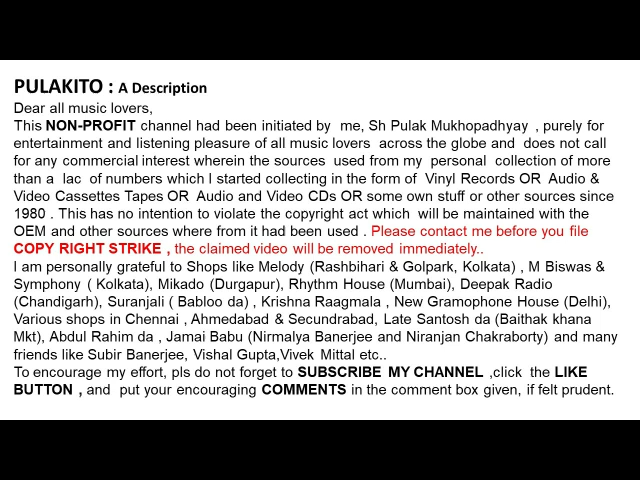 PULAKITO : A Description
Dear all music lovers,
This NON-PROFIT channel had been initiated by me, Sh Pulak Mukhopadhyay , purely for
entertainment and listening pleasure of all music lovers across the globe and does not call
for any commercial interest wherein the sources used from my personal collection of more
than a lac of numbers which I started collecting in the form of Vinyl Records OR Audio &
Video Cassettes Tapes OR Audio and Video CDs OR some own stuff or other sources since
1980 . This has no intention to violate the copyright act which will be maintained with the
OEM and other sources where from it had been used . Please contact me before you file
COPY RIGHT STRIKE , the claimed video will be removed immediately..
I am personally grateful to Shops like Melody (Rashbihari & Golpark, Kolkata) , M Biswas &
Symphony ( Kolkata), Mikado (Durgapur), Rhythm House (Mumbai), Deepak Radio
(Chandigarh), Suranjali ( Babloo da) , Krishna Raagmala , New Gramophone House (Delhi),
Various shops in Chennai , Ahmedabad & Secundrabad, Late Santosh da (Baithak khana
Mkt), Abdul Rahim da , Jamai Babu (Nirmalya Banerjee and Niranjan Chakraborty) and many
friends like Subir Banerjee, Vishal Gupta,Vivek Mittal etc..
To encourage my effort, pls do not forget to SUBSCRIBE MY CHANNEL ,click the LIKE
BUTTON , and put your encouraging COMMENTS in the comment box given, if felt prudent.